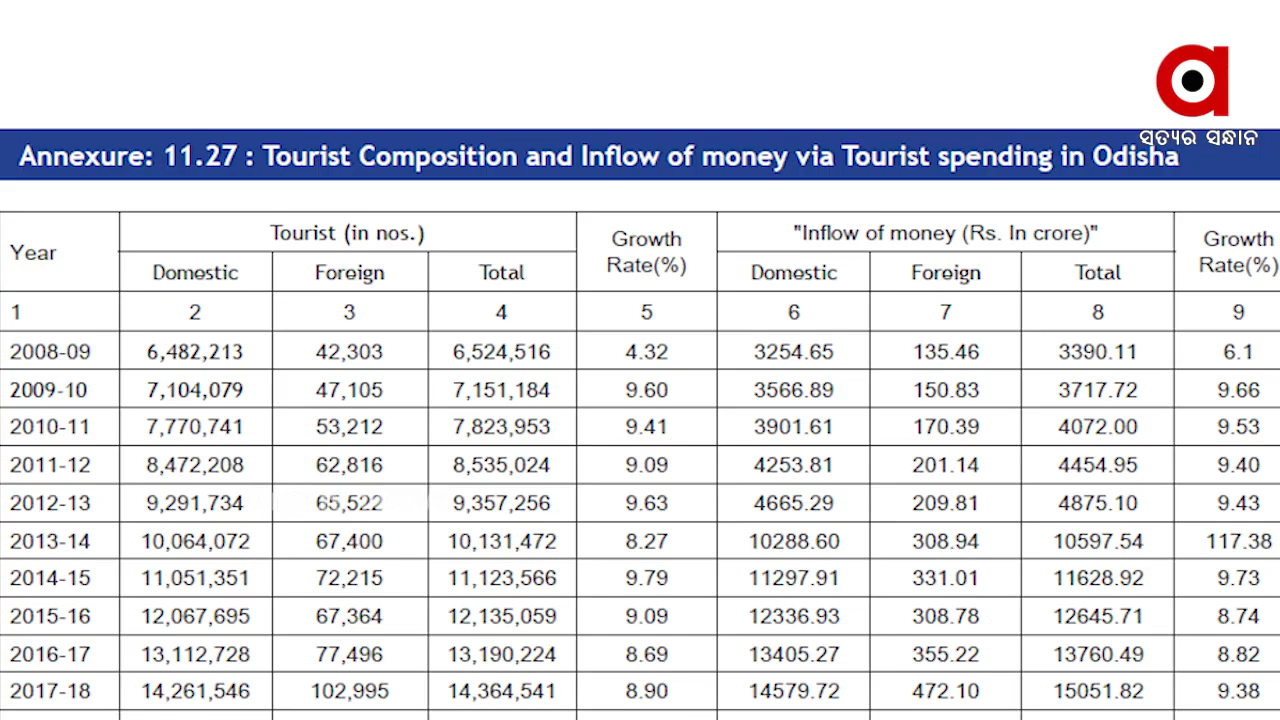 ସତ୍ୟର ସନ୍ଧାନ
Annexure: 11.27 : Tourist Composition and Inflow of money via Tourist spending in Odisha
Year Tourist (in nos.) Growth Rate(%) "Inflow of money (Rs. In crore)" Growth Rate(%)
Domestic Foreign Total Domestic Foreign Total
1 2 3 4 5 6 7 8 9
2008-09 6,482,213 42,303 6,524,516 4.32 3254.65 135.46 3390.11 6.1
2009-10 7,104,079 47,105 7,151,184 9.60 3566.89 150.83 3717.72 9.66
2010-11 7,770,741 53,212 7,823,953 9.41 3901.61 170.39 4072.00 9.53
2011-12 8,472,208 62,816 8,535,024 9.09 4253.81 201.14 4454.95 9.40
2012-13 9,291,734 65,522 9,357,256 9.63 4665.29 209.81 4875.10 9.43
2013-14 10,064,072 67,400 10,131,472 8.27 10288.60 308.94 10597.54 117.38
2014-15 11,051,351 72,215 11,123,566 9.79 11297.91 331.01 11628.92 9.73
2015-16 12,067,695 67,364 12,135,059 9.09 12336.93 308.78 12645.71 8.74
2016-17 13,112,728 77,496 13,190,224 8.69 13405.27 355.22 13760.49 8.82
2017-18 14,261,546 102,995 14,364,541 8.90 14579.72 472.10 15051.82 9.38